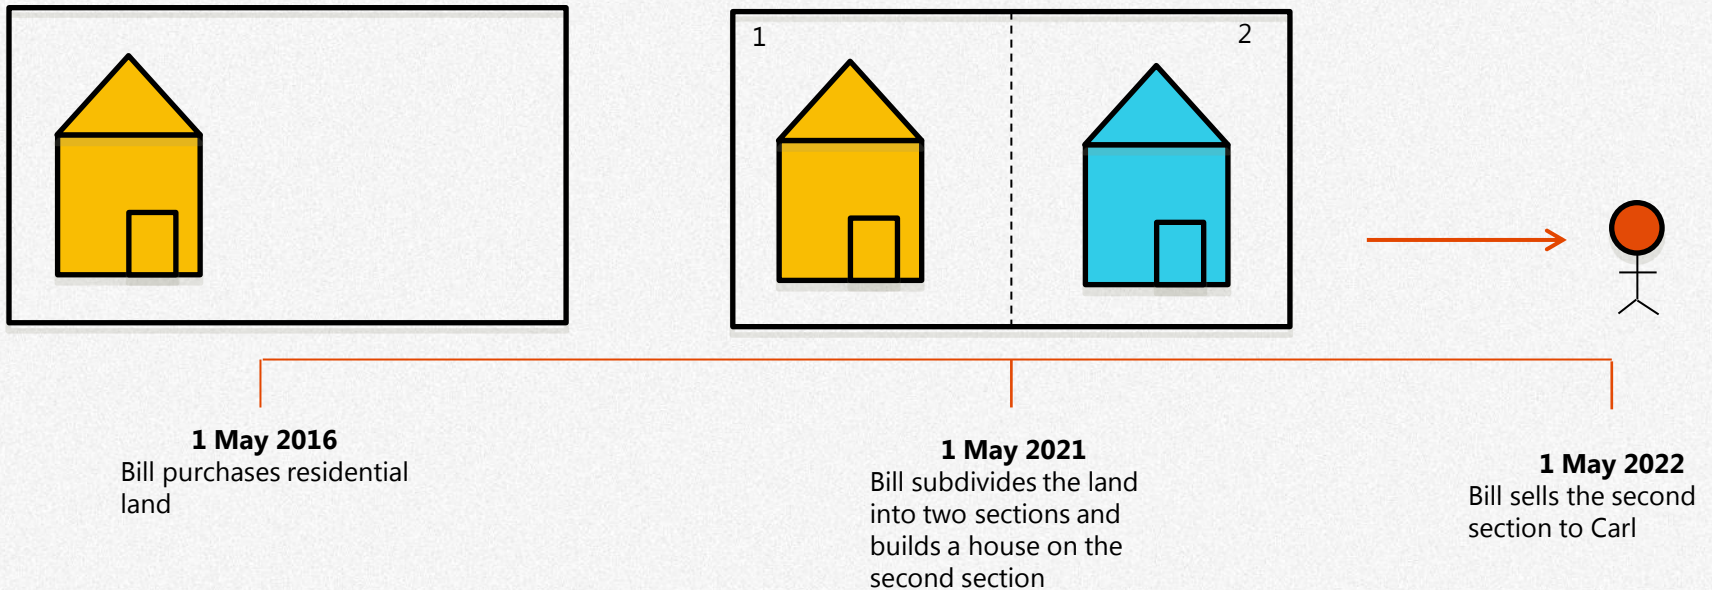 1
2
1 May 2016
Bill purchases residential
land
1 May 2021
Bill subdivides the land
into two sections and
builds a house on the
second section
1 May 2022
Bill sells the second
section to Carl